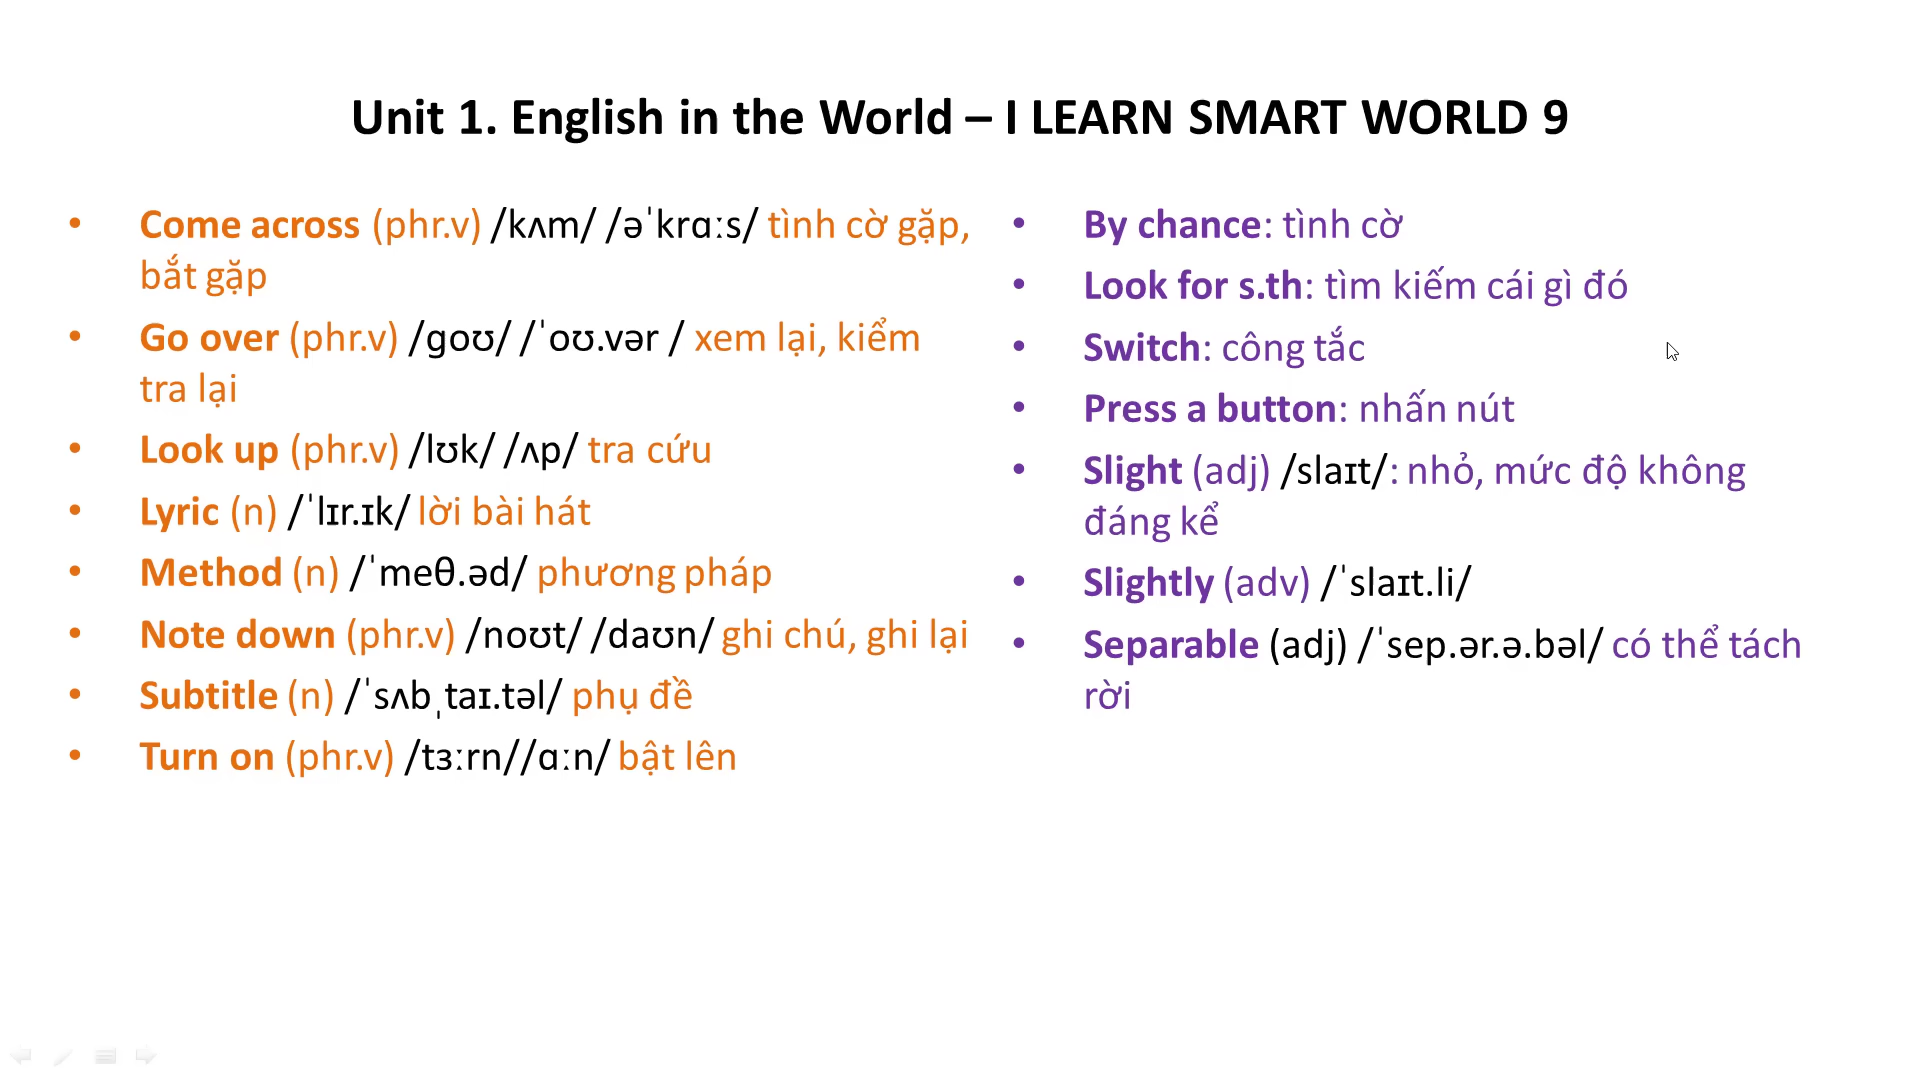 Unit 1. English in the World – I LEARN SMART WORLD 9
• Come across (phr.v) /kʌm/ /əˈkrɑːs/ tình cờ gặp,
bắt gặp
• Go over (phr.v) /goʊ/ /ˈoʊ.vər / xem lại, kiểm
tra lại
• Look up (phr.v) /lʊk/ /ʌp/ tra cứu
• Lyric (n) /ˈlɪr.ɪk/ lời bài hát
• Method (n) /ˈmeθ.əd/ phương pháp
• Note down (phr.v) /noʊt/ /daʊn/ ghi chú, ghi lại
• Subtitle (n) /ˈsʌbˌtaɪ.təl/ phụ đề
• Turn on (phr.v) /tɜːrn//ɑːn/ bật lên
• By chance: tình cờ
• Look for s.th: tìm kiếm cái gì đó
• Switch: công tắc
• Press a button: nhấn nút
• Slight (adj) /slaɪt/: nhỏ, mức độ không
đáng kể
• Slightly (adv) /ˈslaɪt.li/
• Separable (adj) /ˈsep.ər.ə.bəl/ có thể tách
rời